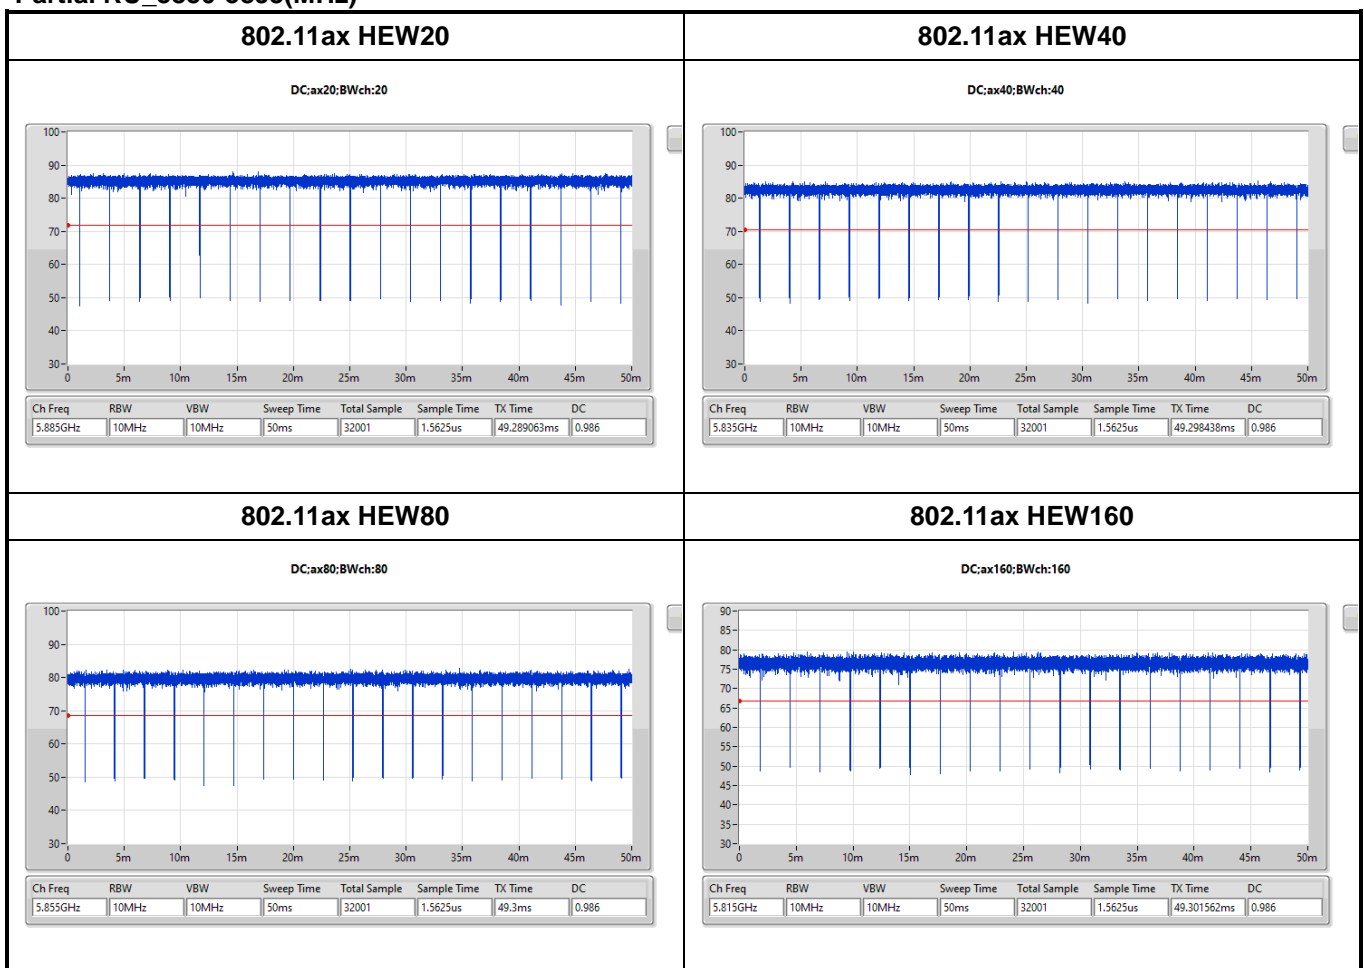 802.11ax HEW20 802.11ax HEW40
DC;ax20;BWch:20
100
90
80
70
60
50
40
30
0 5m 10m 15m 20m 25m 30m 35m 40m 45m 50m
Ch Freq RBW VBW Sweep Time Total Sample Sample Time TX Time DC
5.885GHz 10MHz 10MHz 50ms 32001 1.5625us 49.289063ms 0.986
DC;ax40;BWch:40
100
90
80
70
60
50
40
30
0 5m 10m 15m 20m 25m 30m 35m 40m 45m 50m
Ch Freq RBW VBW Sweep Time Total Sample Sample Time TX Time DC
5.835GHz 10MHz 10MHz 50ms 32001 1.5625us 49.298438ms 0.986
802.11ax HEW80 802.11ax HEW160
DC;ax80;BWch:80
100
90
80
70
60
50
40
30
0 5m 10m 15m 20m 25m 30m 35m 40m 45m 50m
Ch Freq RBW VBW Sweep Time Total Sample Sample Time TX Time DC
5.855GHz 10MHz 10MHz 50ms 32001 1.5625us 49.3ms 0.986
DC;ax160;BWch:160
90
85
80
75
70
65
60
55
50
45
40
35
30
0 5m 10m 15m 20m 25m 30m 35m 40m 45m 50m
Ch Freq RBW VBW Sweep Time Total Sample Sample Time TX Time DC
5.815GHz 10MHz 10MHz 50ms 32001 1.5625us 49.301562ms 0.986